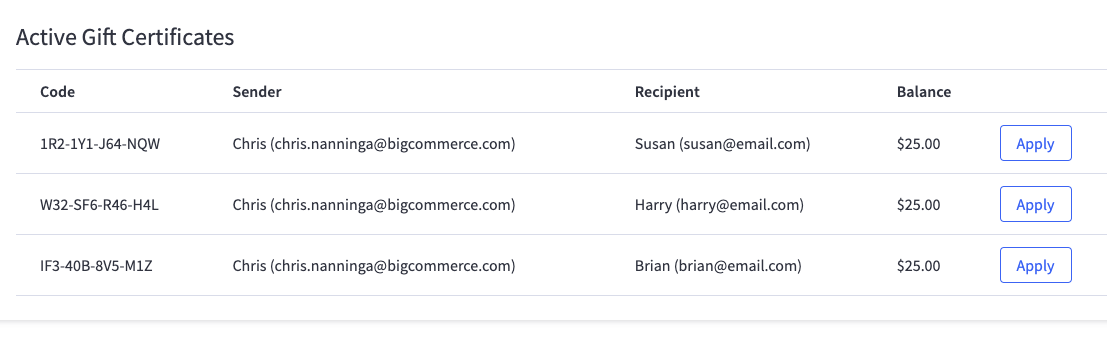 Active Gift Certificates
Code Sender Recipient Balance
1R2-1Y1-J64-NQW Chris (chris.nanninga@bigcommerce.com) Susan (susan@email.com) $25.00 Apply
W32-SF6-R46-H4L Chris (chris.nanninga@bigcommerce.com) Harry (harry@email.com) $25.00 Apply
IF3-40B-8V5-M1Z Chris (chris.nanninga@bigcommerce.com) Brian (brian@email.com) $25.00 Apply